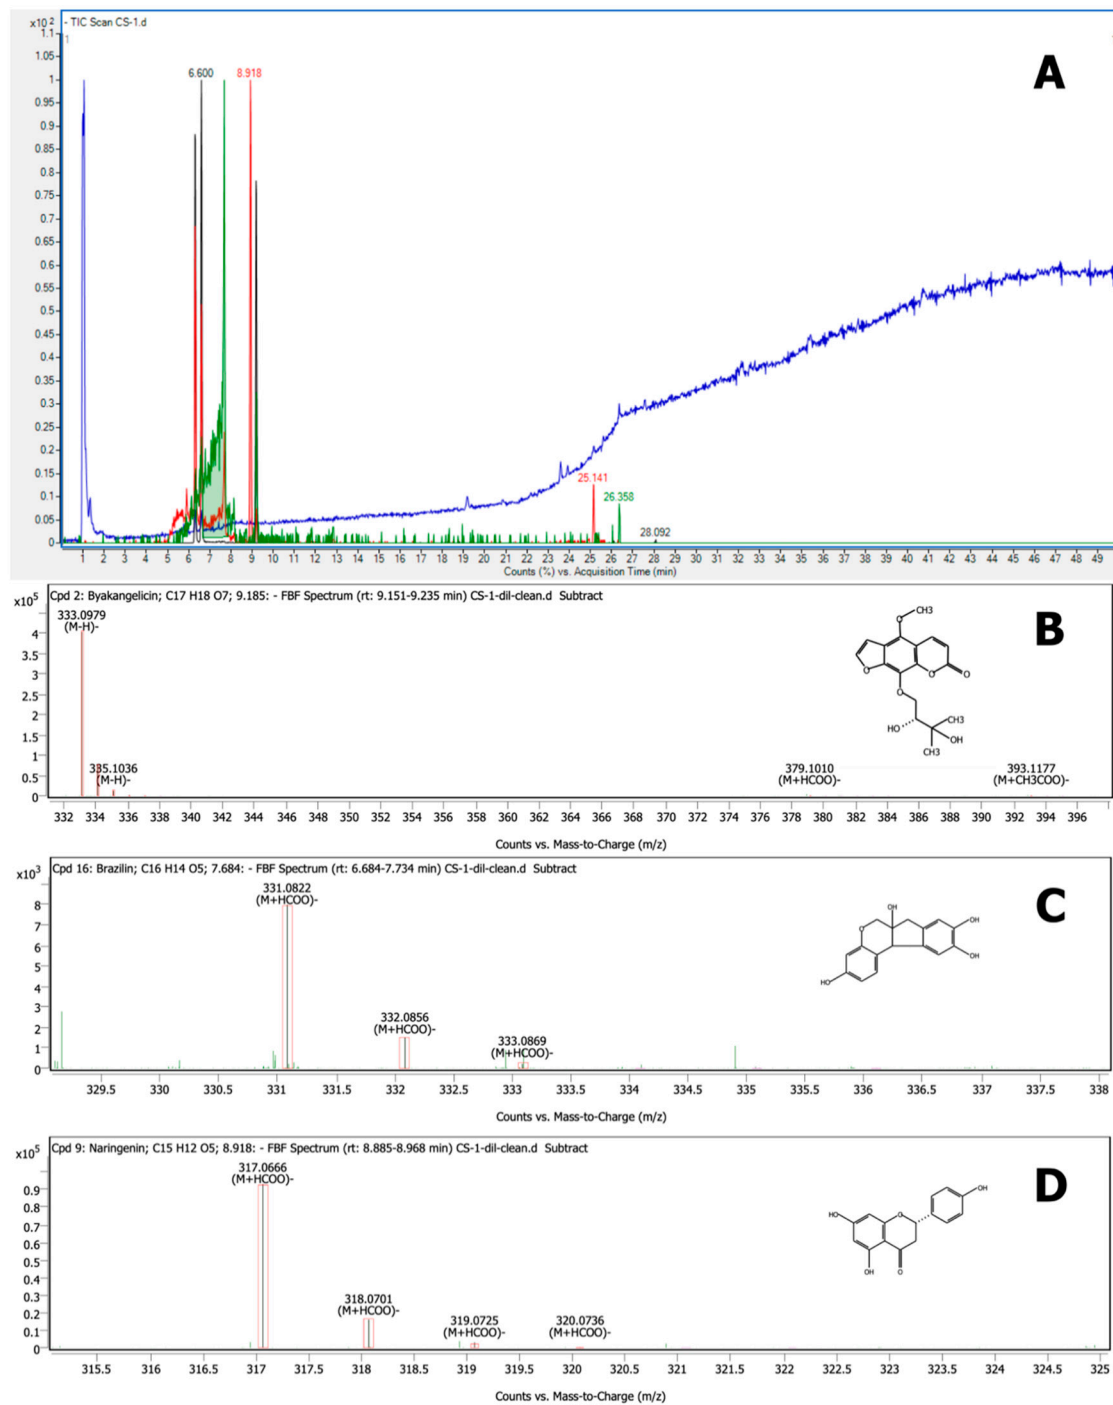 x10 2 - TIC Scan CS-1.d
1
A
1.1
1.05
1
0.95
0.9
0.85
0.8
0.75
0.7
0.65
0.6
0.55
0.5
0.45
0.4
0.35
0.3
0.25
0.2
0.15
0.1
0.05
0
6.600
8.918
25.141
26.358
28.092
1 2 3 4 5 6 7 8 9 10 11 12 13 14 15 16 17 18 19 20 21 22 23 24 25 26 27 28 29 30 31 32 33 34 35 36 37 38 39 40 41 42 43 44 45 46 47 48 49
Counts (%) vs. Acquisition Time (min)
x10 5
Cpd 2: Byakangelicin; C17 H18 O7; 9.185: - FBF Spectrum (rt: 9.151-9.235 min) CS-1-dil-clean.d Subtract
B
333.0979
(M-H)-
335.1036
(M-H)-
379.1010
(M+HCOO)-
393.1177
(M+CH3COO)-
4
3.5
3
2.5
2
1.5
1
0.5
0
O CH3
O O O
O
HO CH3
OH
CH3
332 334 336 338 340 342 344 346 348 350 352 354 356 358 360 362 364 366 368 370 372 374 376 378 380 382 384 386 388 390 392 394 396
Counts vs. Mass-to-Charge (m/z)
x10 3
Cpd 16: Brazilin; C16 H14 O5; 7.684: - FBF Spectrum (rt: 6.684-7.734 min) CS-1-dil-clean.d Subtract
C
331.0822
(M+HCOO)-
332.0856
(M+HCOO)-
333.0869
(M+HCOO)-
8
7
6
5
4
3
2
1
0
OH
O OH
OH
HO
329.5 330 330.5 331 331.5 332 332.5 333 333.5 334 334.5 335 335.5 336 336.5 337 337.5 338
Counts vs. Mass-to-Charge (m/z)
x10 5
Cpd 9: Naringenin; C15 H12 O5; 8.918: - FBF Spectrum (rt: 8.885-8.968 min) CS-1-dil-clean.d Subtract
D
317.0666
(M+HCOO)-
318.0701
(M+HCOO)-
319.0725
(M+HCOO)-
320.0736
(M+HCOO)-
0.9
0.8
0.7
0.6
0.5
0.4
0.3
0.2
0.1
0
OH
HO O
OH O
315.5 316 316.5 317 317.5 318 318.5 319 319.5 320 320.5 321 321.5 322 322.5 323 323.5 324 324.5 325
Counts vs. Mass-to-Charge (m/z)